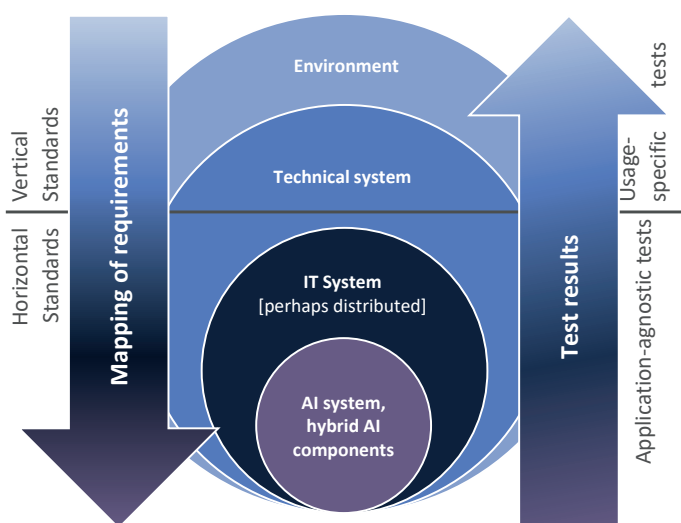 Vertical
Standards
Horizontal
Standards
Mapping of requirements
Environment
Technical system
IT System
[perhaps distributed]
AI system,
hybrid AI
components
Test results
Usage-
specific
tests
Application-agnostic tests